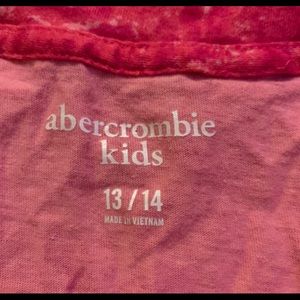 abercrombie
kids
13 / 14
MADE IN VIETNAM